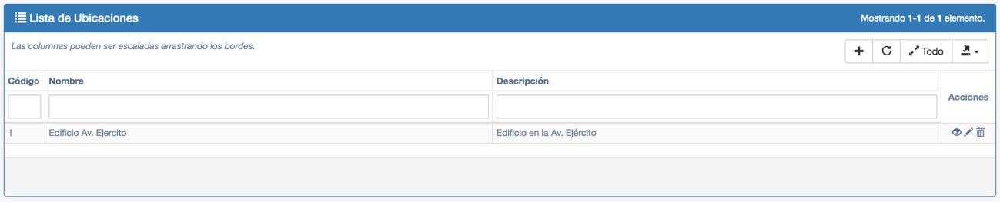 Lista de Ubicaciones
Mostrando 1-1 de 1 elemento.
Las columnas pueden ser escaladas arrastrando los bordes.
Todo
Código Nombre Descripción Acciones
1 Edificio Av. Ejercito Edificio en la Av. Ejército